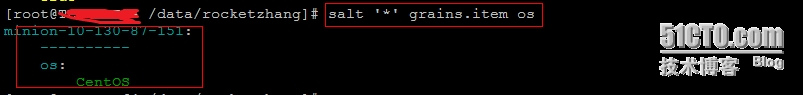 [root@ /data/rocketzhang]# salt '*' grains.item os
minion-10-130-87-151:
----------
os:
CentOS
51CTO.com
技术博客 Blog